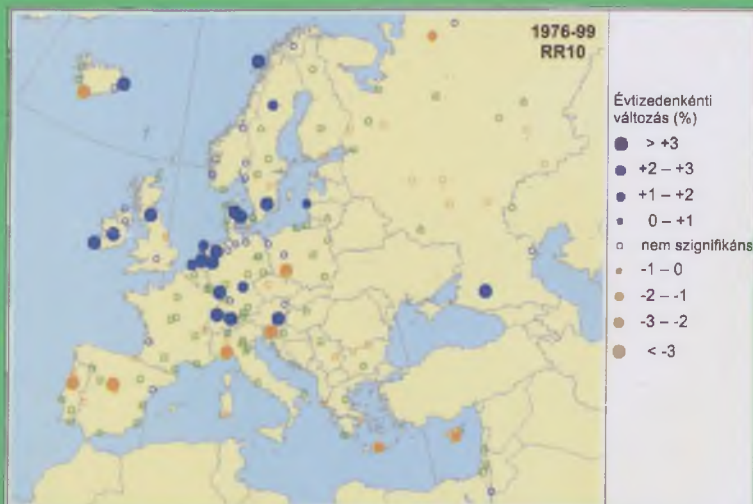 1976-99
RR10
Évtizedenkénti
változás (%)
> +3
+2 – +3
+1 – +2
0 – +1
nem szignifikáns
-1 – 0
-2 – -1
-3 – -2
< -3